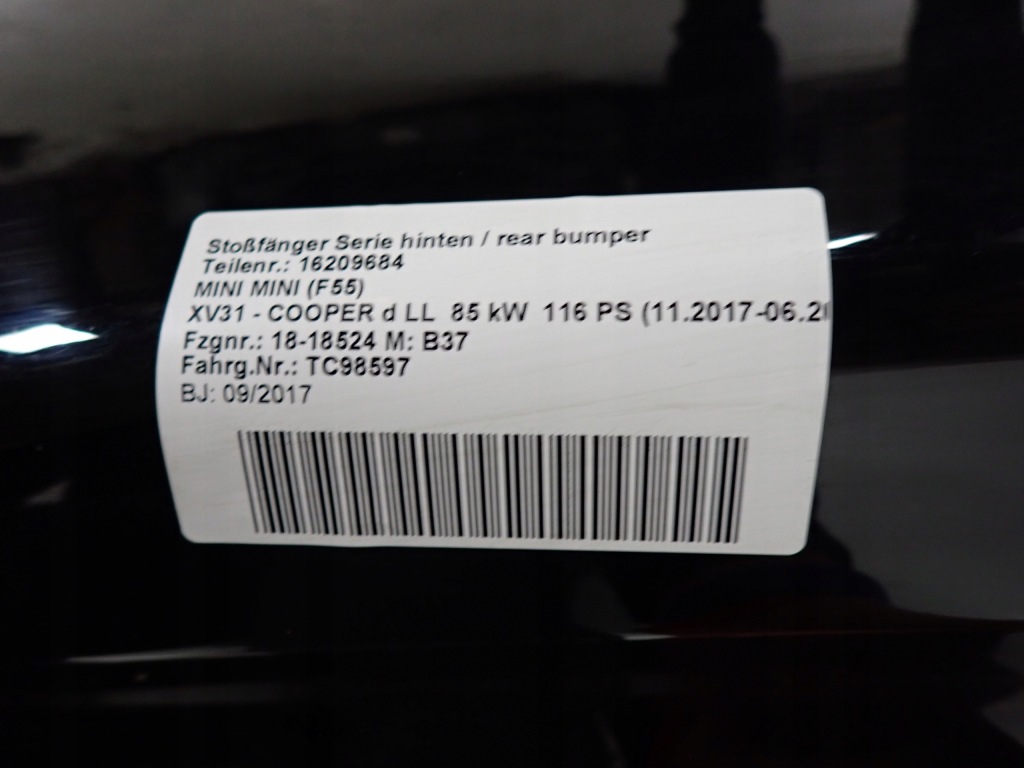 Stoßfänger Serie hinten / rear bumper
Teilenr.: 16209684
MINI MINI (F55)
XV31 - COOPER d LL 85 kW 116 PS (11.2017-06.20
Fzgnr.: 18-18524 M: B37
Fahrg.Nr.: TC98597
BJ: 09/2017